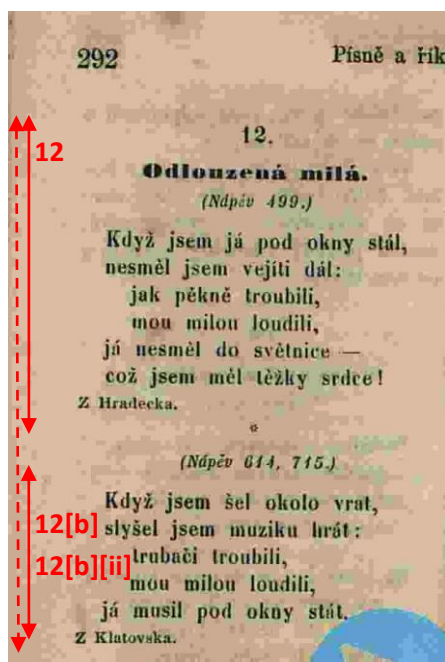 292 Písně a řík
12.
12
Odlouzená milá.
(Nápěv 499.)
Když jsem já pod okny stál,
nesměl jsem vejíti dál:
jak pěkně troubili,
mou milou loudili,
já nesměl do světnice —
což jsem měl těžky srdce!
Z Hradecka.
*
(Nápěv 614, 715.)
Když jsem šel okolo vrat,
12[b] slyšel jsem muziku hrát:
12[b][ii] trubači troubili,
mou milou loudili,
já musil pod okny stát.
Z Klatovska.